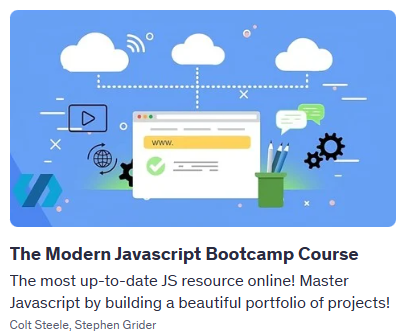 www.
The Modern Javascript Bootcamp Course
The most up-to-date JS resource online! Master
Javascript by building a beautiful portfolio of projects!
Colt Steele, Stephen Grider